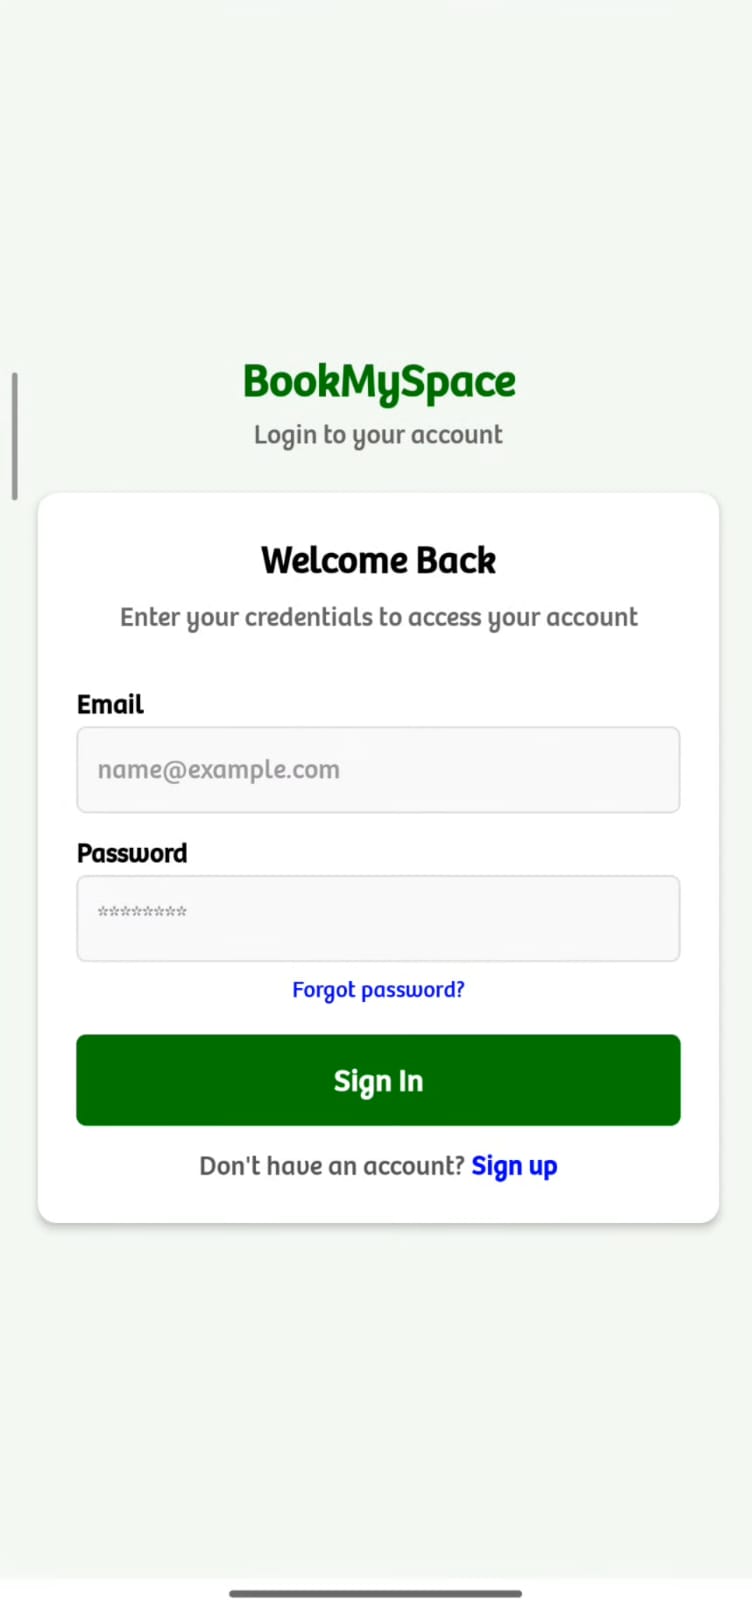 BookMySpace
Login to your account
Welcome Back
Enter your credentials to access your account
Email
name@example.com
Password
********
Forgot password?
Sign In
Don't have an account? Sign up